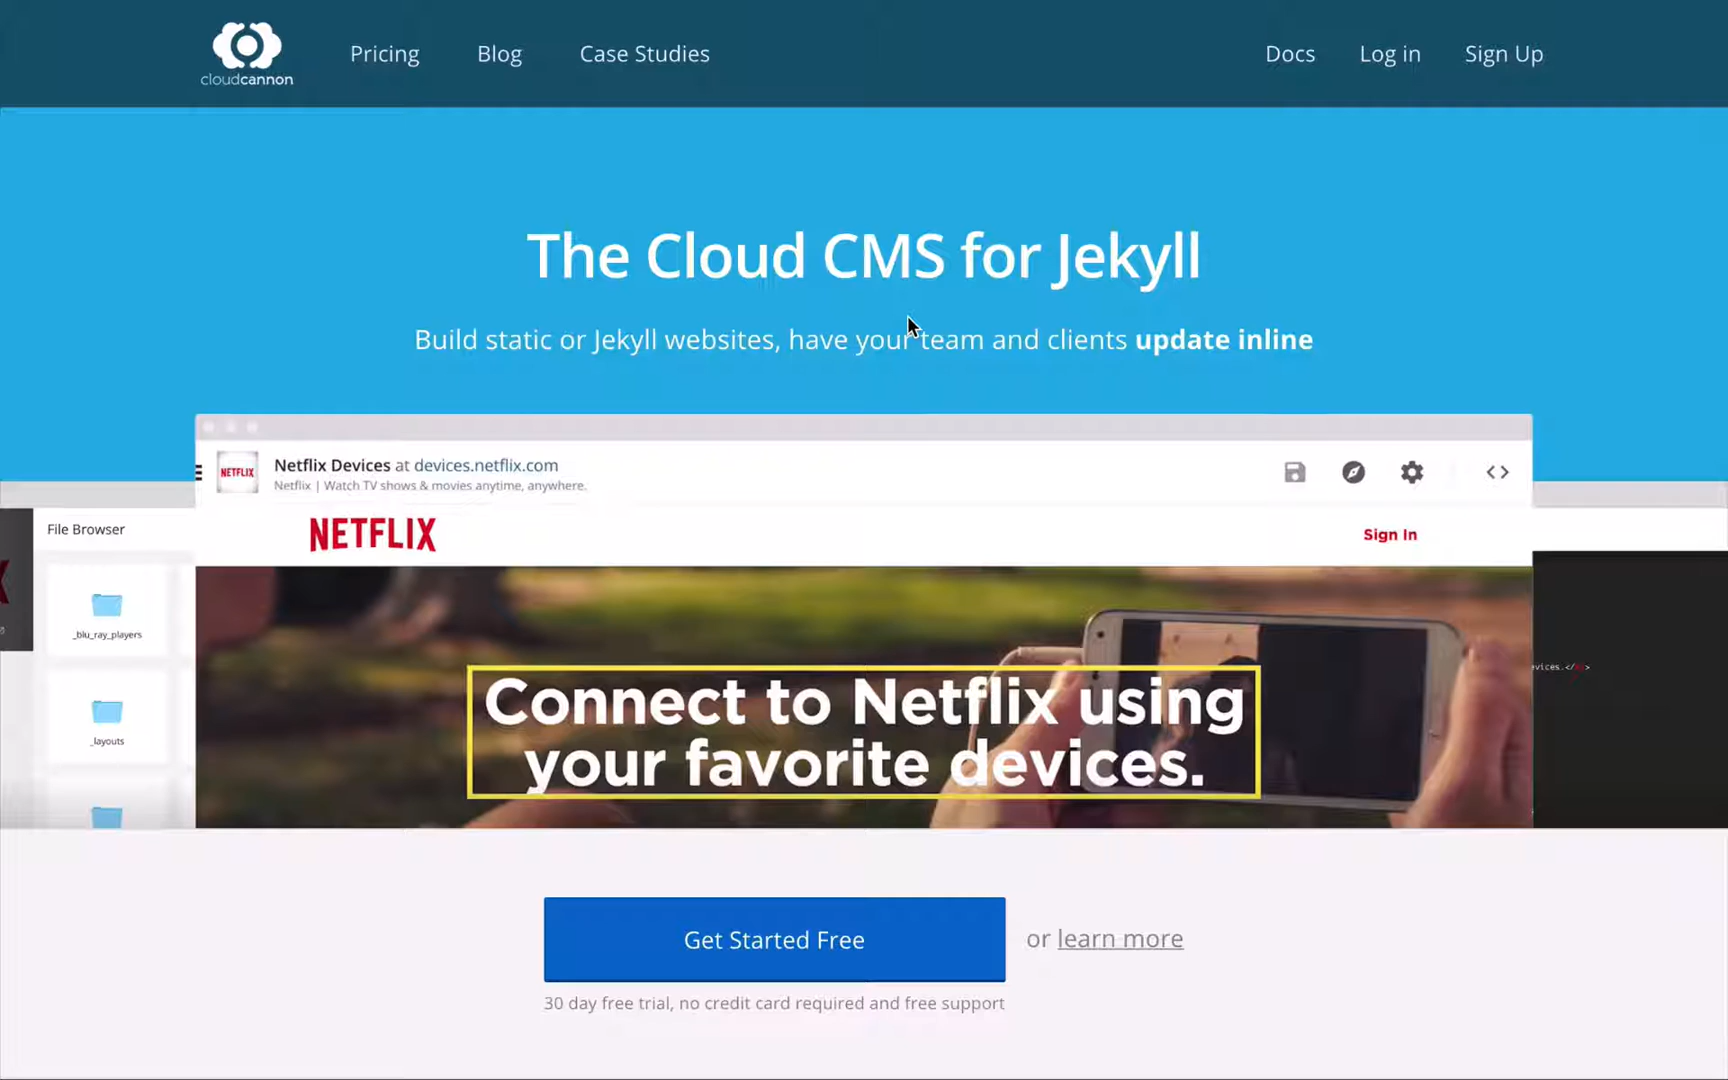 cloudcannon
Pricing
Blog
Case Studies
Docs
Log in
Sign Up
The Cloud CMS for Jekyll
Build static or Jekyll websites, have your team and clients update inline
NETFLIX
Netflix Devices at devices.netflix.com
Netflix | Watch TV shows & movies anytime, anywhere.
< >
File Browser
NETFLIX
Sign In
_blu_ray_players
_layouts
vices.</
>
Connect to Netflix using
your favorite devices.
Get Started Free
or learn more
30 day free trial, no credit card required and free support